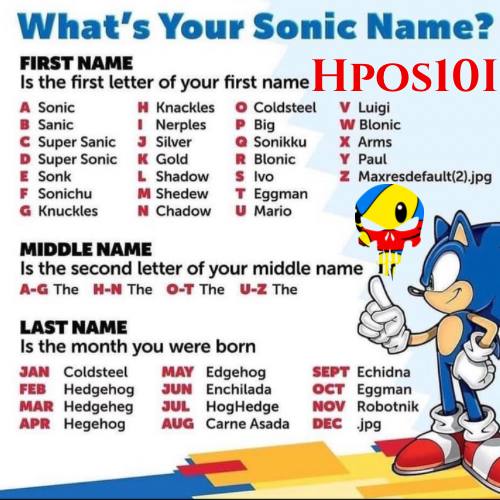 What's Your Sonic Name?
FIRST NAME
Is the first letter of your first name
Hpos10I
A Sonic
B Sanic
C Super Sanic
D Super Sonic
E Sonk
F Sonichu
G Knuckles
H Knackles
I Nerples
J Silver
K Gold
L Shadow
M Shedew
N Chadow
O Coldsteel
P Big
Q Sonikku
R Blonic
S Ivo
T Eggman
U Mario
V Luigi
W Blonic
X Arms
Y Paul
Z Maxresdefault(2).jpg
MIDDLE NAME
Is the second letter of your middle name
A-G The H-N The O-T The U-Z The
LAST NAME
Is the month you were born
JAN Coldsteel
FEB Hedgehog
MAR Hedgeheg
APR Hegehog
MAY Edgehog
JUN Enchilada
JUL HogHedge
AUG Carne Asada
SEPT Echidna
OCT Eggman
NOV Robotnik
DEC .jpg